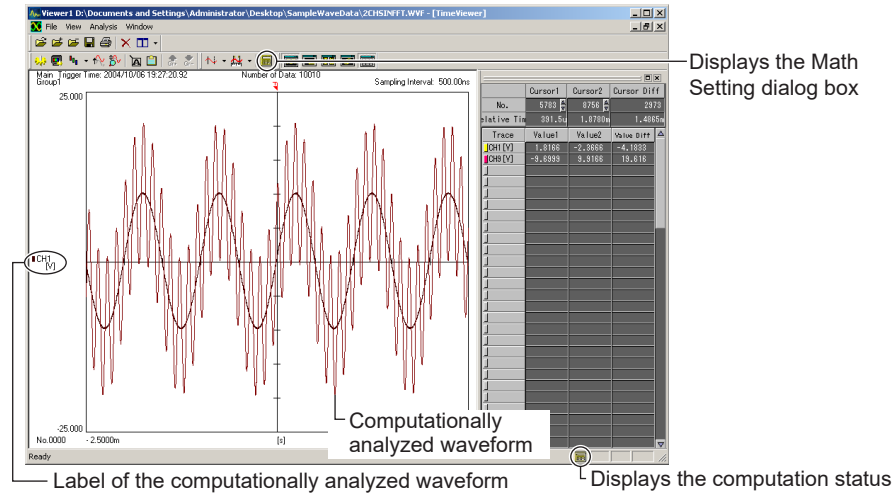 Viewer1 D:\Documents and Settings\Administrator\Desktop\SampleWaveData\2CHSINFFT.WVF - [TimeViewer]
File View Analysis Window
Main Trigger Time: 2004/10/06 19:27:20.92 Number of Data: 10010
Group1 Sampling Interval: 500.00ns
25.000
CH1
[V]
-25.000
No.0000 -2.5000m [s]
Cursor1 Cursor2 Cursor Diff
No. 5783 8756 2973
elative Tim 391.5u 1.8780m 1.4865m
Trace Value1 Value2 Value Diff
CH1[V] 1.8166 -2.3666 -4.1833
CH9[V] -9.6999 9.9166 19.616
Ready
Displays the Math
Setting dialog box
Computationally
analyzed waveform
Label of the computationally analyzed waveform
Displays the computation status